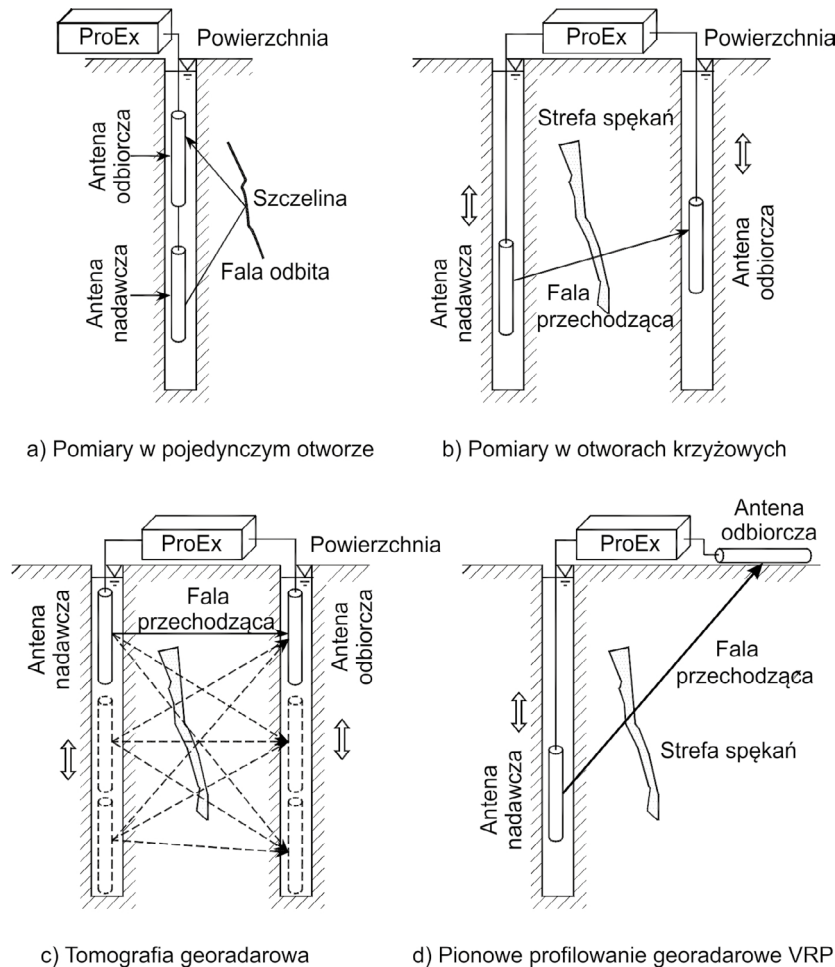 ProEx
Powierzchnia
Antena
odbiorcza
Szczelina
Fala odbita
Antena
nadawcza
a) Pomiary w pojedynczym otworze
ProEx
Powierzchnia
Strefa spękań
Antena
nadawcza
Fala
przechodząca
Antena
odbiorcza
b) Pomiary w otworach krzyżowych
ProEx
Powierzchnia
Antena
nadawcza
Fala
przechodząca
Antena
odbiorcza
c) Tomografia georadarowa
Antena
odbiorcza
ProEx
Fala
przechodząca
Strefa spękań
Antena
nadawcza
d) Pionowe profilowanie georadarowe VRP